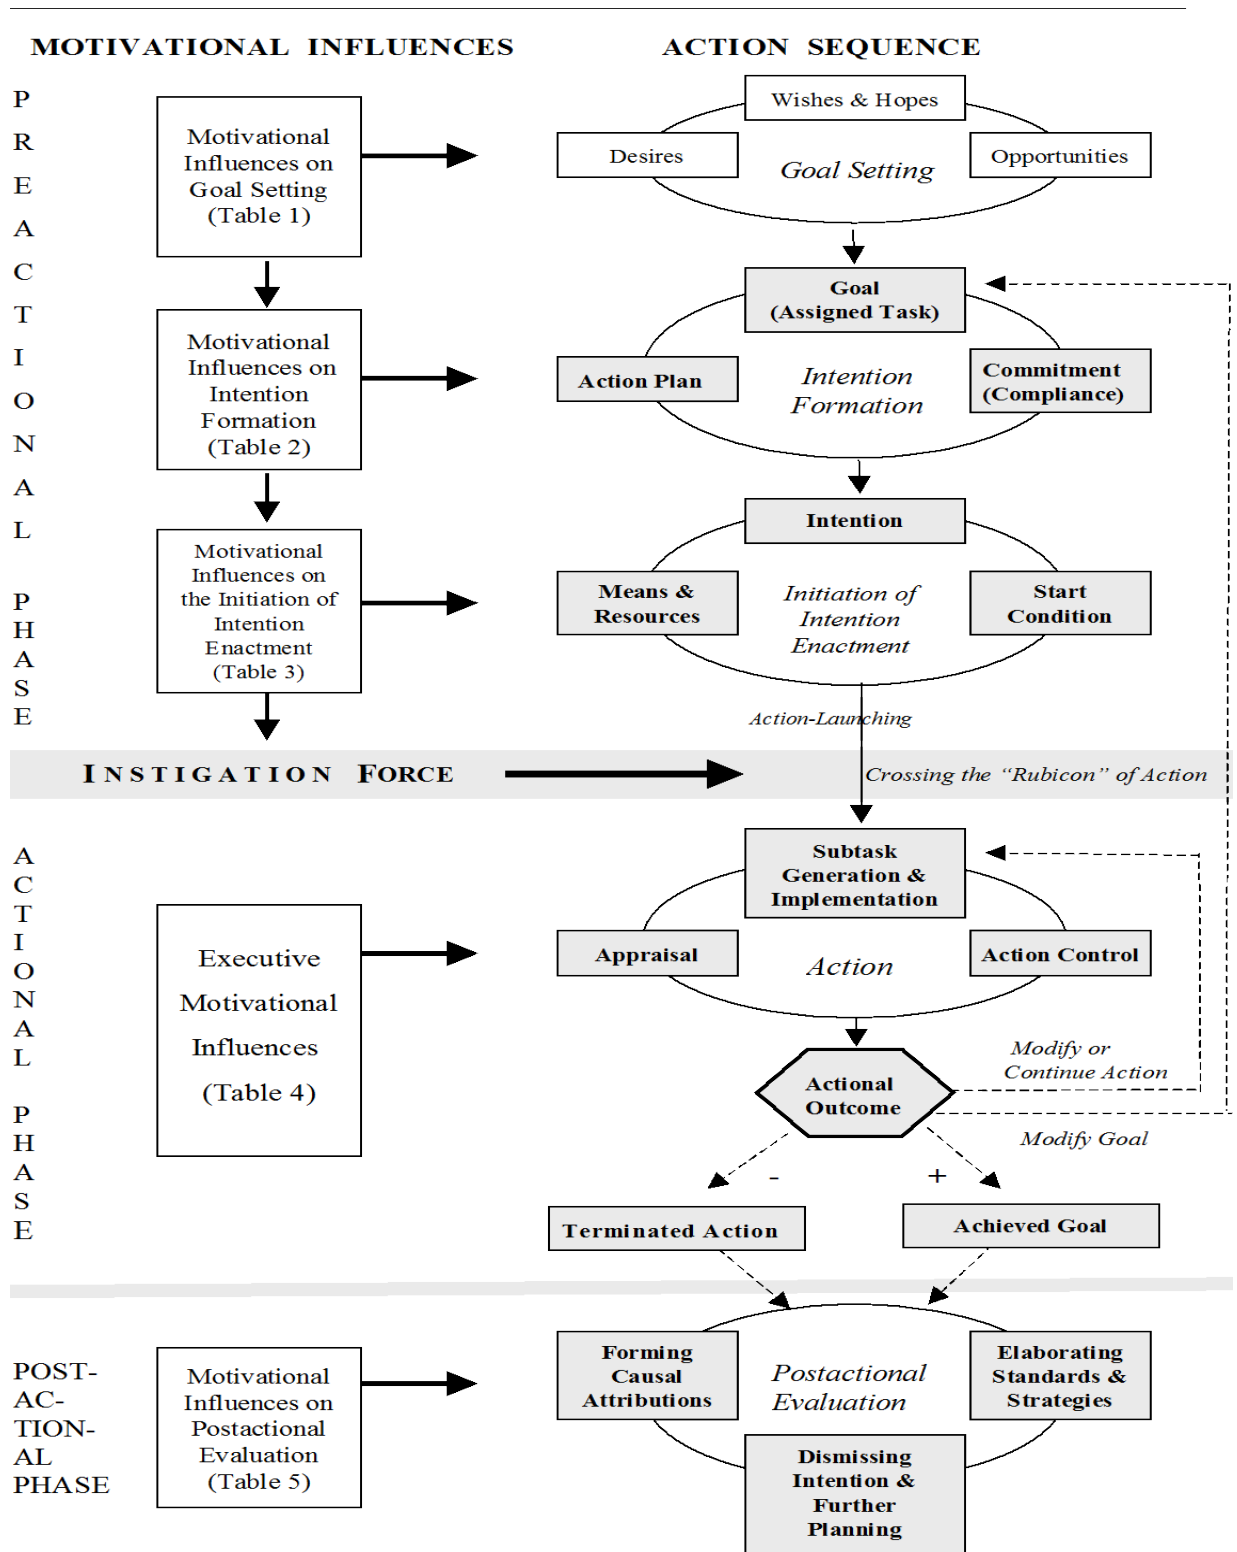 MOTIVATIONAL INFLUENCES
ACTION SEQUENCE
PREACTIONAL PHASE
Motivational
Influences on
Goal Setting
(Table 1)
Wishes & Hopes
Desires
Opportunities
Goal Setting
Motivational
Influences on
Intention
Formation
(Table 2)
Goal
(Assigned Task)
Action Plan
Commitment
(Compliance)
Intention
Formation
Motivational
Influences on
the Initiation of
Intention
Enactment
(Table 3)
Intention
Means &
Resources
Start
Condition
Initiation of
Intention
Enactment
Action-Launching
INSTIGATION FORCE
Crossing the “Rubicon” of Action
ACTIONAL PHASE
Executive
Motivational
Influences
(Table 4)
Subtask
Generation &
Implementation
Appraisal
Action Control
Action
Actional
Outcome
Modify or
Continue Action
Modify Goal
-
+
Terminated Action
Achieved Goal
POST-
AC-
TION-
AL
PHASE
Motivational
Influences on
Postactional
Evaluation
(Table 5)
Forming
Causal
Attributions
Postactional
Evaluation
Elaborating
Standards &
Strategies
Dismissing
Intention &
Further
Planning